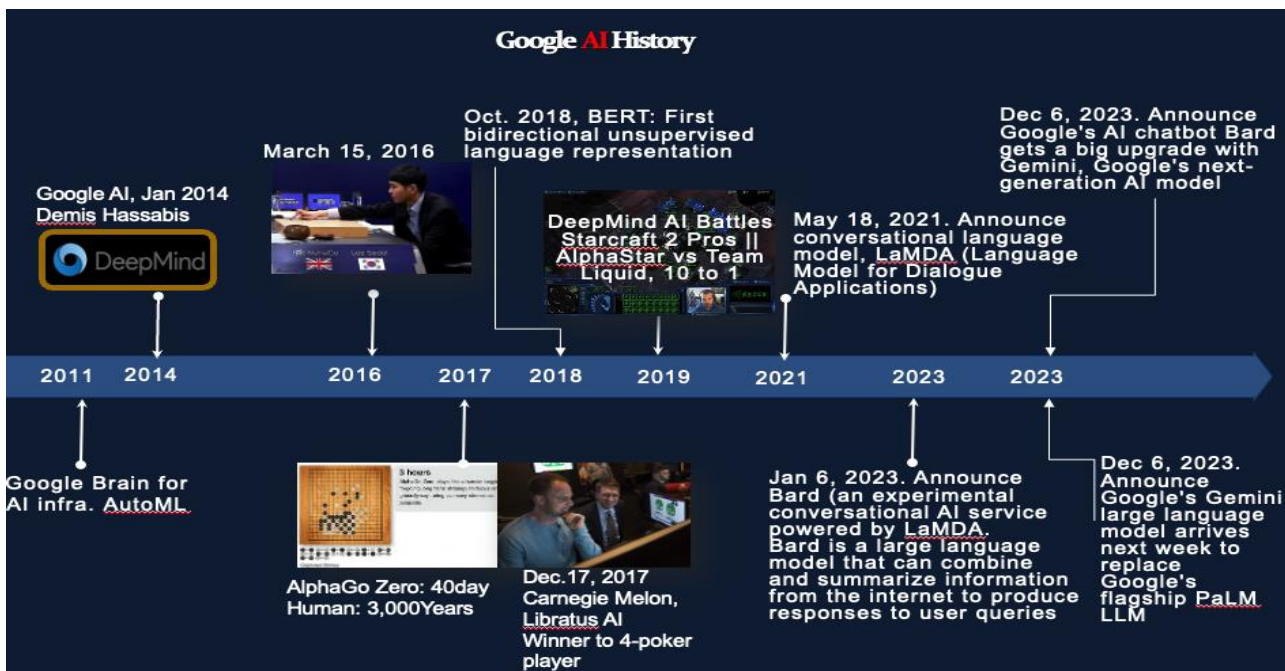 Google AI History
Google AI, Jan 2014
Demis Hassabis
DeepMind
March 15, 2016
Lee Sedol
Oct. 2018, BERT: First
bidirectional unsupervised
language representation
DeepMind AI Battles
Starcraft 2 Pros ||
AlphaStar vs Team
Liquid, 10 to 1
May 18, 2021. Announce
conversational language
model, LaMDA (Language
Model for Dialogue
Applications)
Dec 6, 2023. Announce
Google's AI chatbot Bard
gets a big upgrade with
Gemini, Google's next-
generation AI model
2011 2014 2016 2017 2018 2019 2021 2023 2023
Google Brain for
AI infra. AutoML
3 hours
AlphaGo Zero: 40day
Human: 3,000Years
Dec.17, 2017
Carnegie Melon,
Libratus AI
Winner to 4-poker
player
Jan 6, 2023. Announce
Bard (an experimental
conversational AI service
powered by LaMDA.
Bard is a large language
model that can combine
and summarize information
from the internet to produce
responses to user queries
Dec 6, 2023.
Announce
Google's Gemini
large language
model arrives
next week to
replace
Google's
flagship PaLM
LLM